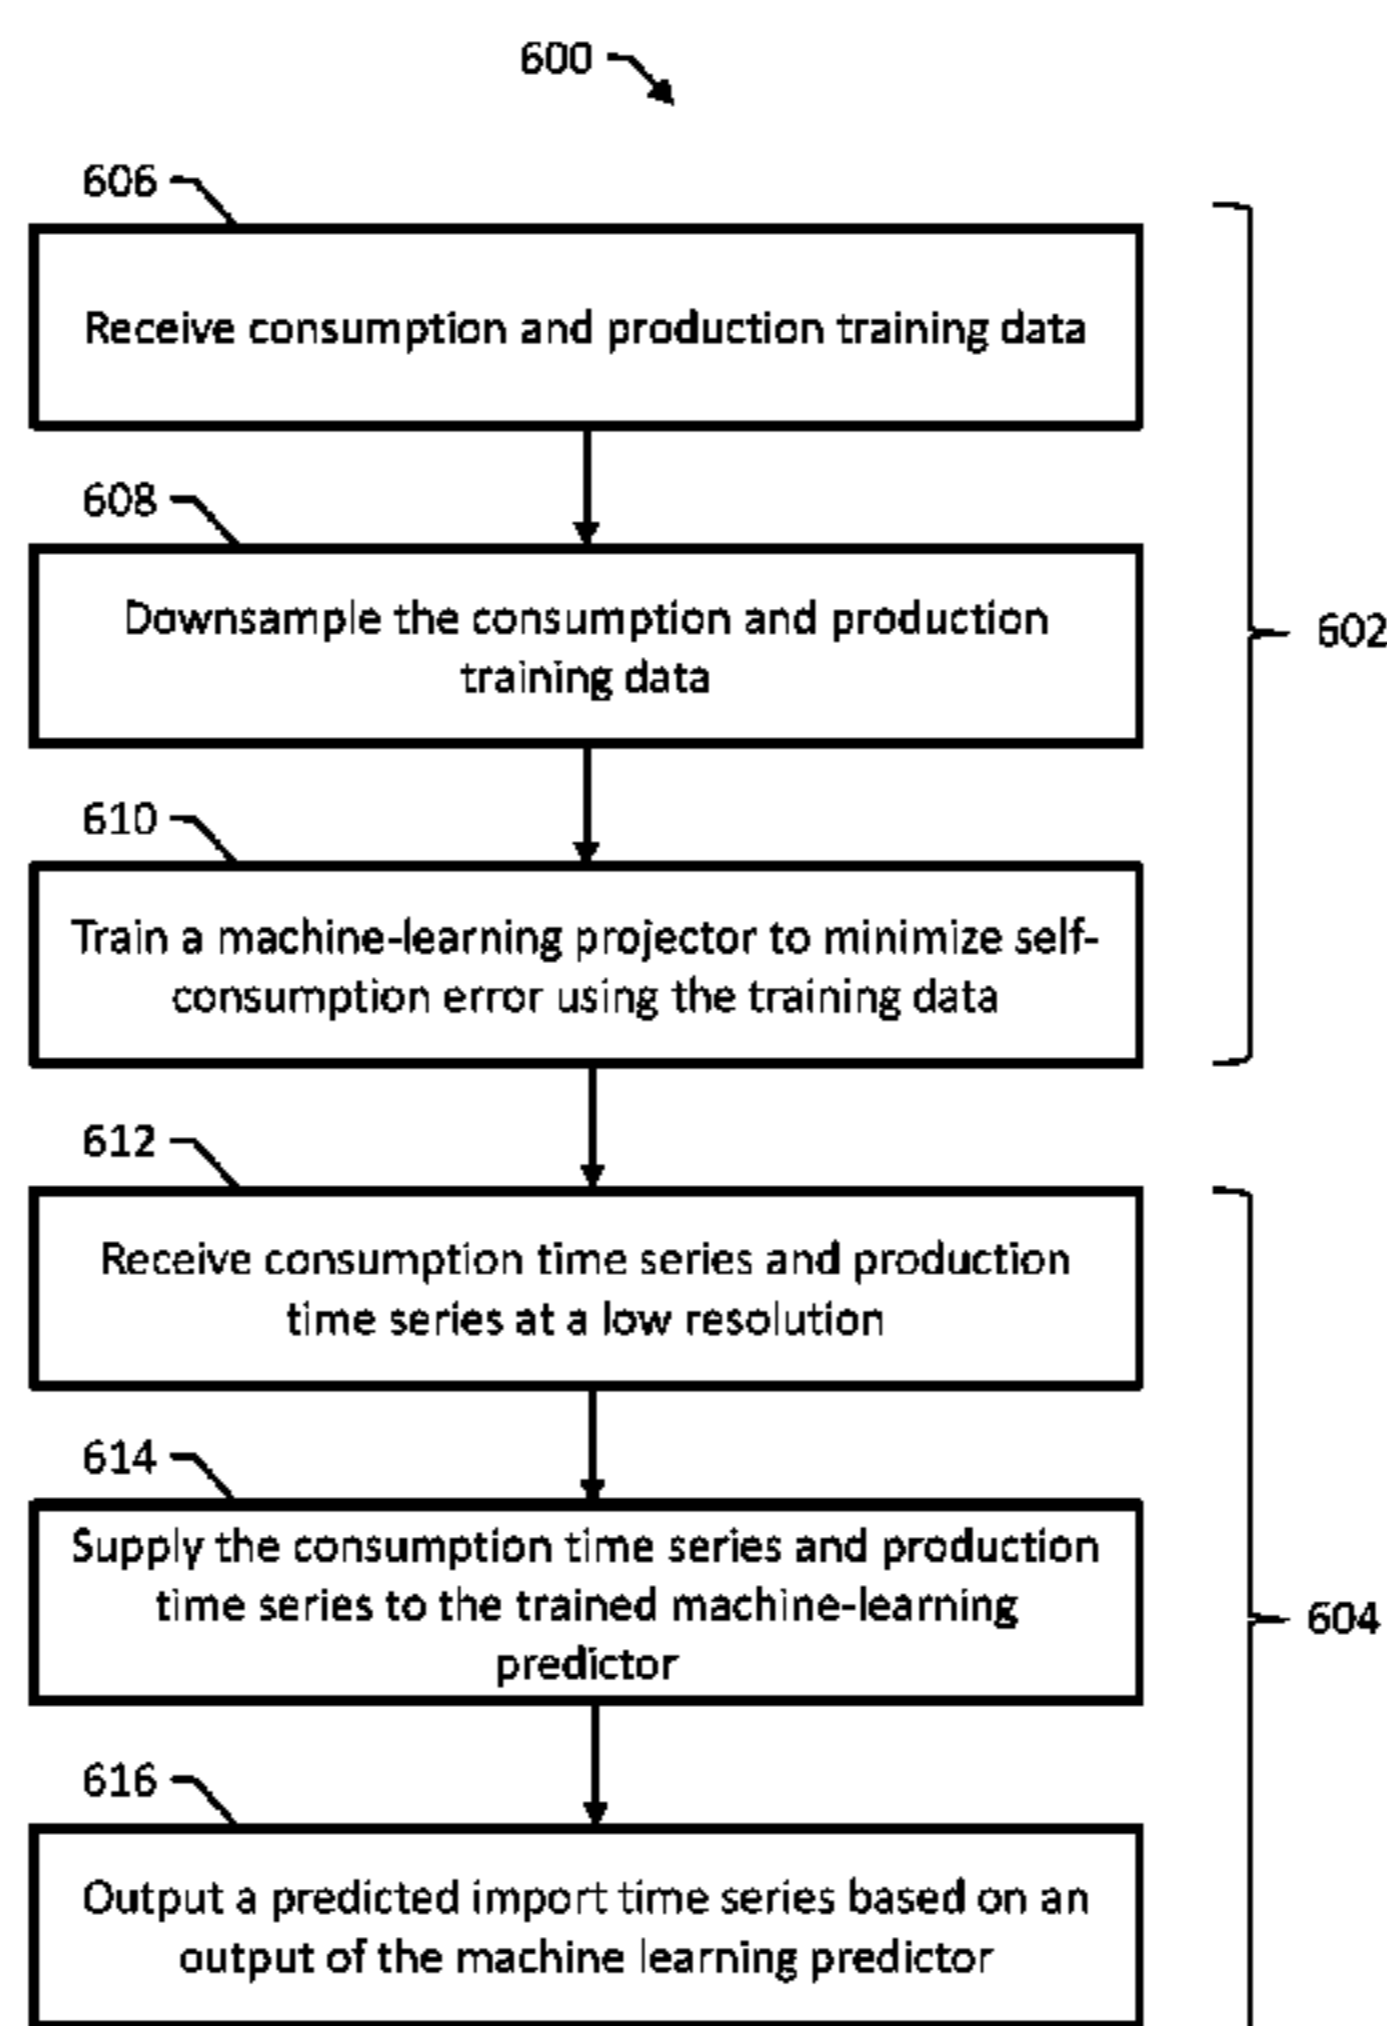 600
606
Receive consumption and production training data
608
Downsample the consumption and production
training data
602
610
Train a machine-learning projector to minimize self-
consumption error using the training data
612
Receive consumption time series and production
time series at a low resolution
614
Supply the consumption time series and production
time series to the trained machine-learning
predictor
604
616
Output a predicted import time series based on an
output of the machine learning predictor